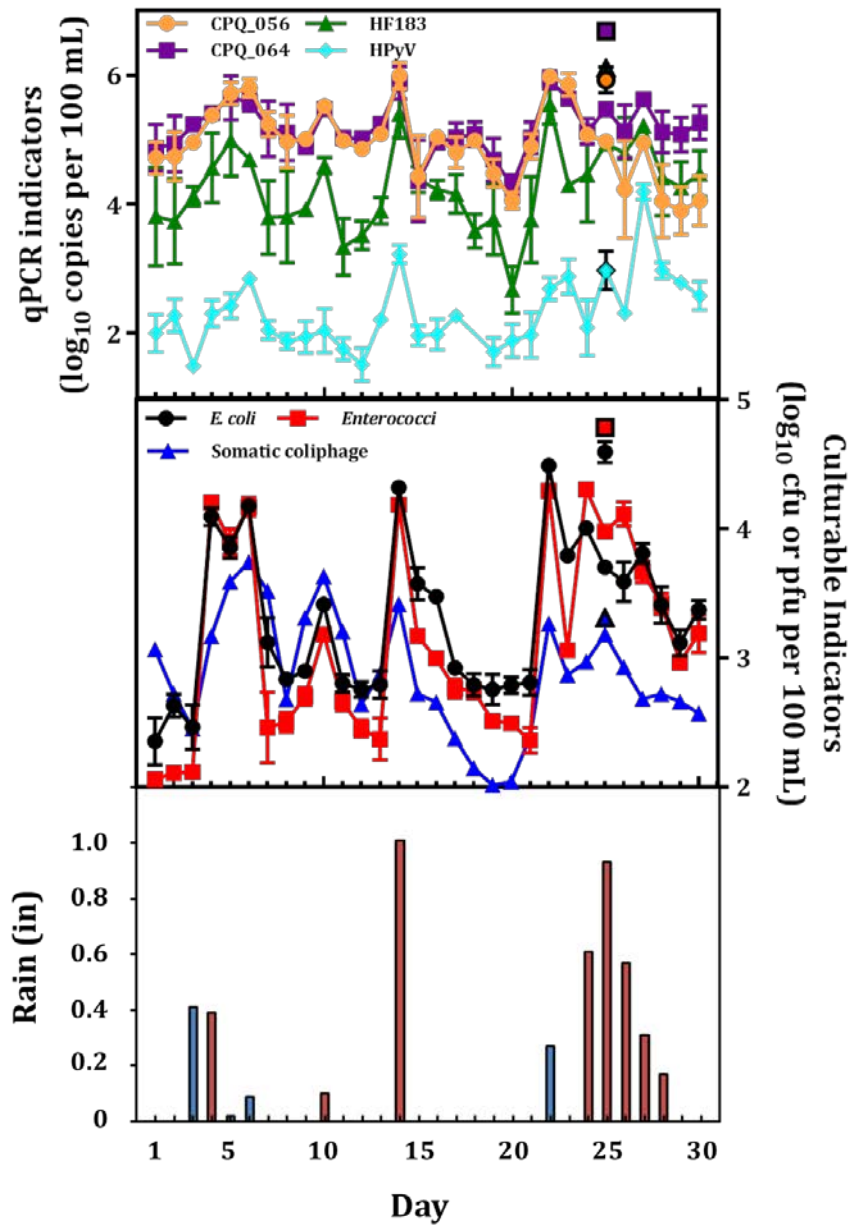 CPQ_056
HF183
CPQ_064
HPyV
6
4
2
qPCR indicators
(log10 copies per 100 mL)
E. coli
Enterococci
Somatic coliphage
5
4
3
2
Culturable Indicators
(log10 cfu or pfu per 100 mL)
1.0
0.8
0.6
0.4
0.2
0
Rain (in)
1 5 10 15 20 25 30
Day